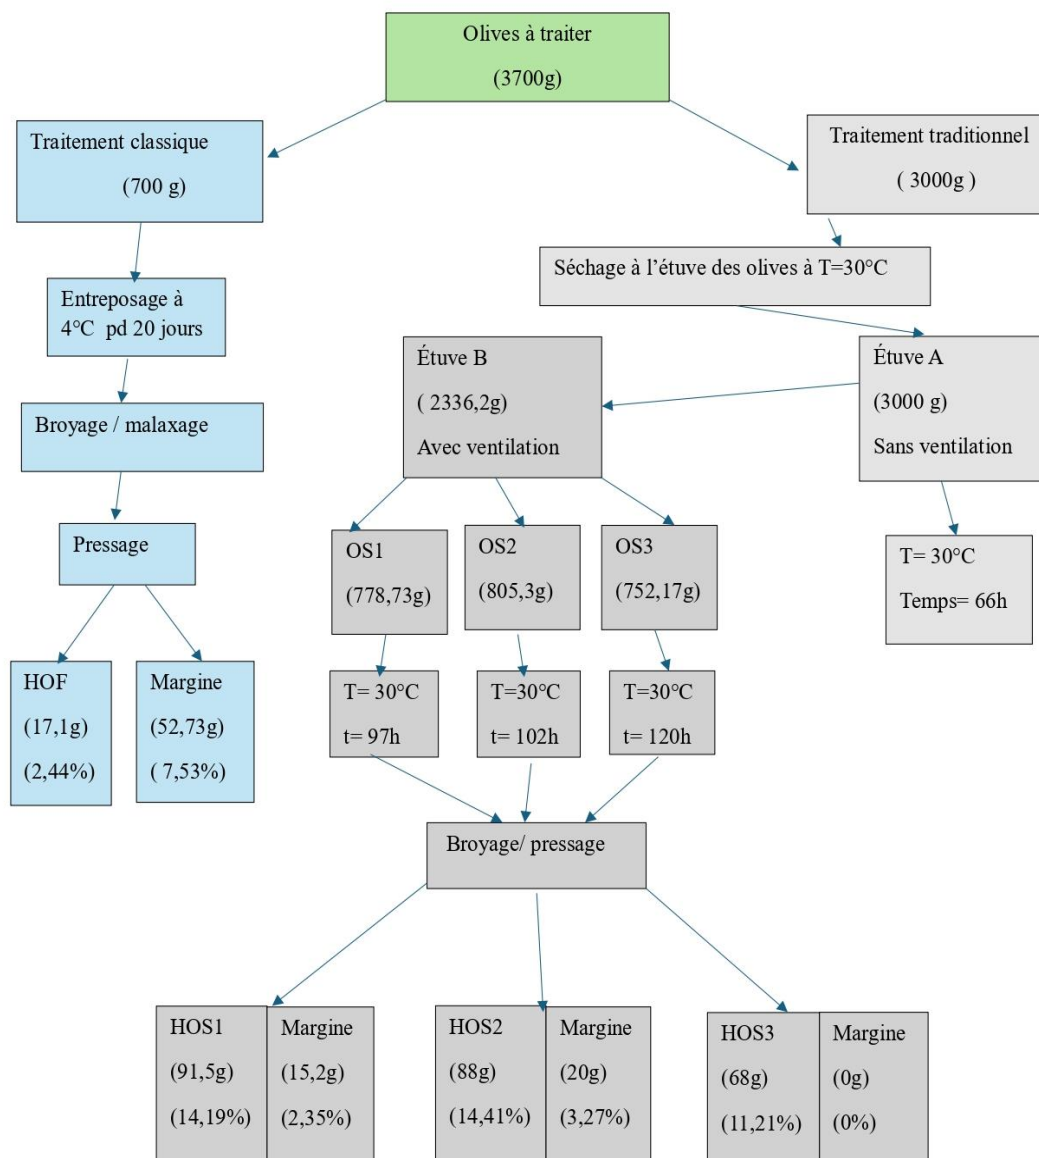 Olives à traiter
(3700g)
Traitement classique
(700 g)
Traitement traditionnel
( 3000g )
Entreposage à
4°C pd 20 jours
Séchage à l’étuve des olives à T=30°C
Broyage / malaxage
Étuve B
( 2336,2g)
Avec ventilation
Étuve A
(3000 g)
Sans ventilation
Pressage
OS1
(778,73g)
OS2
(805,3g)
OS3
(752,17g)
T= 30°C
Temps= 66h
HOF
(17,1g)
(2,44%)
Margine
(52,73g)
( 7,53%)
T= 30°C
t= 97h
T=30°C
t= 102h
T=30°C
t= 120h
Broyage/ pressage
HOS1
(91,5g)
(14,19%)
Margine
(15,2g)
(2,35%)
HOS2
(88g)
(14,41%)
Margine
(20g)
(3,27%)
HOS3
(68g)
(11,21%)
Margine
(0g)
(0%)